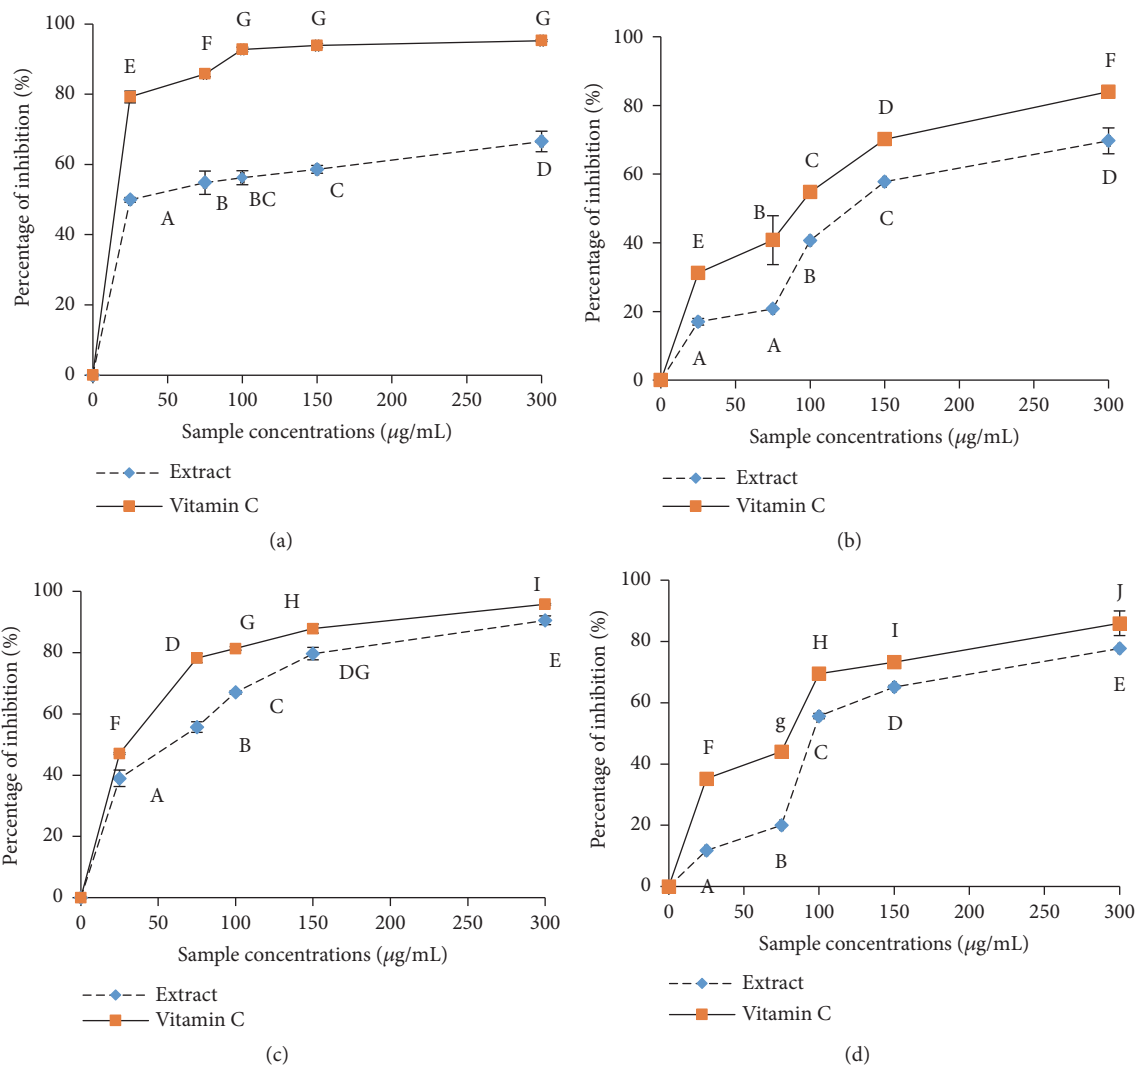 100
80
60
40
20
0
Percentage of inhibition (%)
E
F
G
G
G
A
B
BC
C
D
0 50 100 150 200 250 300
Sample concentrations (μg/mL)
Extract
Vitamin C
(a)
100
80
60
40
20
0
Percentage of inhibition (%)
E
B
C
D
F
A
A
B
C
D
0 50 100 150 200 250 300
Sample concentrations (μg/mL)
Extract
Vitamin C
(b)
100
80
60
40
20
0
Percentage of inhibition (%)
F
D
G
H
I
A
B
C
DG
E
0 50 100 150 200 250 300
Sample concentrations (μg/mL)
Extract
Vitamin C
(c)
100
80
60
40
20
0
Percentage of inhibition (%)
F
g
H
I
J
A
B
C
D
E
0 50 100 150 200 250 300
Sample concentrations (μg/mL)
Extract
Vitamin C
(d)